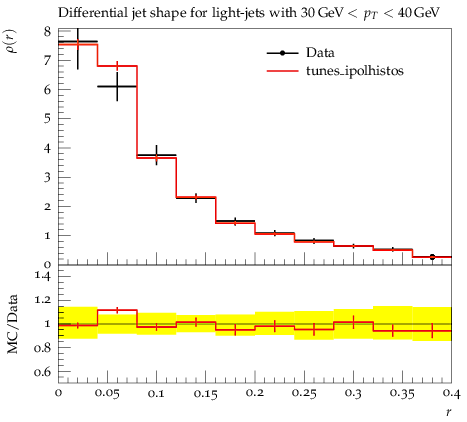 Differential jet shape for light-jets with 30 GeV < p_T < 40 GeV
ρ(r)
8
7
6
5
4
3
2
1
0
Data
tunes_ipolhistos
MC/Data
1.4
1.2
1
0.8
0.6
0 0.05 0.1 0.15 0.2 0.25 0.3 0.35 0.4
r